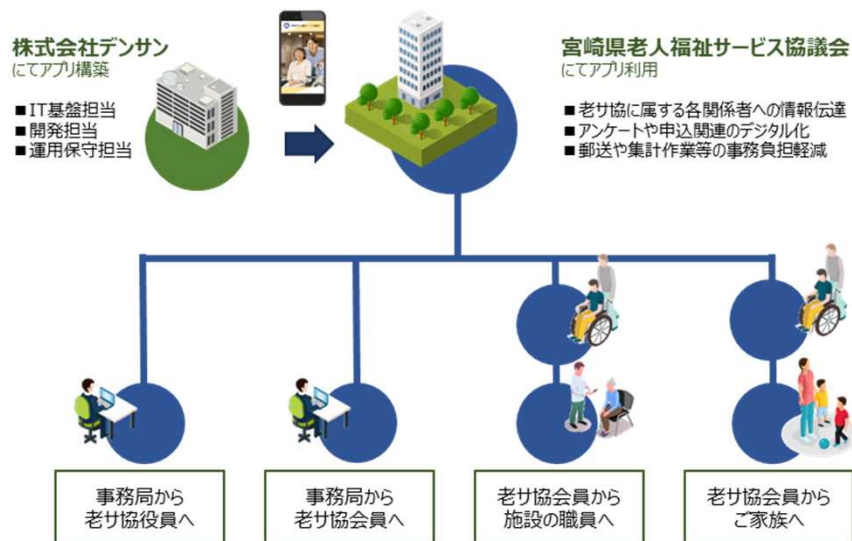 株式会社デンサン
にてアプリ構築
■IT基盤担当
■開発担当
■運用保守担当
宮崎県老人福祉サービス協議会
にてアプリ利用
■老サ協に属する各関係者への情報伝達
■アンケートや申込関連のデジタル化
■郵送や集計作業等の事務負担軽減
事務局から
老サ協役員へ
事務局から
老サ協会員へ
老サ協会員から
施設の職員へ
老サ協会員から
ご家族へ